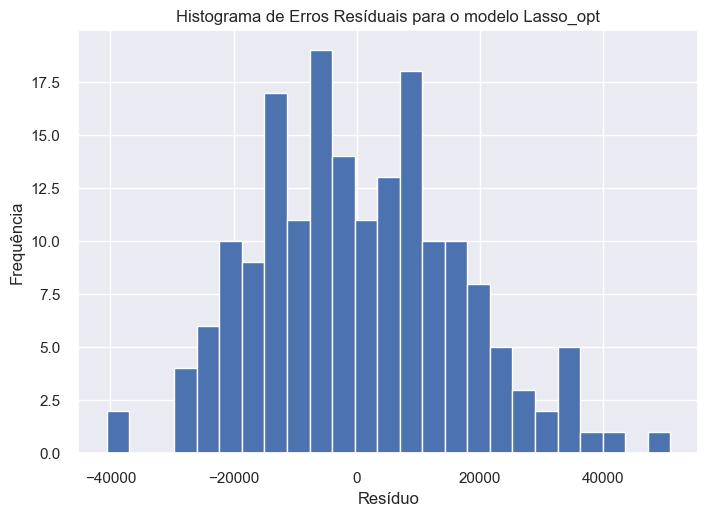 Histograma de Erros Resíduais para o modelo Lasso_opt
17.5
15.0
12.5
10.0
7.5
5.0
2.5
0.0
Frequência
−40000 −20000 0 20000 40000
Resíduo